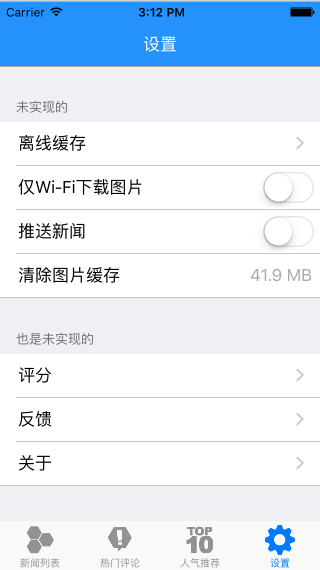 Carrier 3:12 PM
设置
未实现的
离线缓存
仅Wi-Fi下载图片
推送新闻
清除图片缓存 41.9 MB
也是未实现的
评分
反馈
关于
TOP
10
新闻列表 热门评论 人气推荐 设置